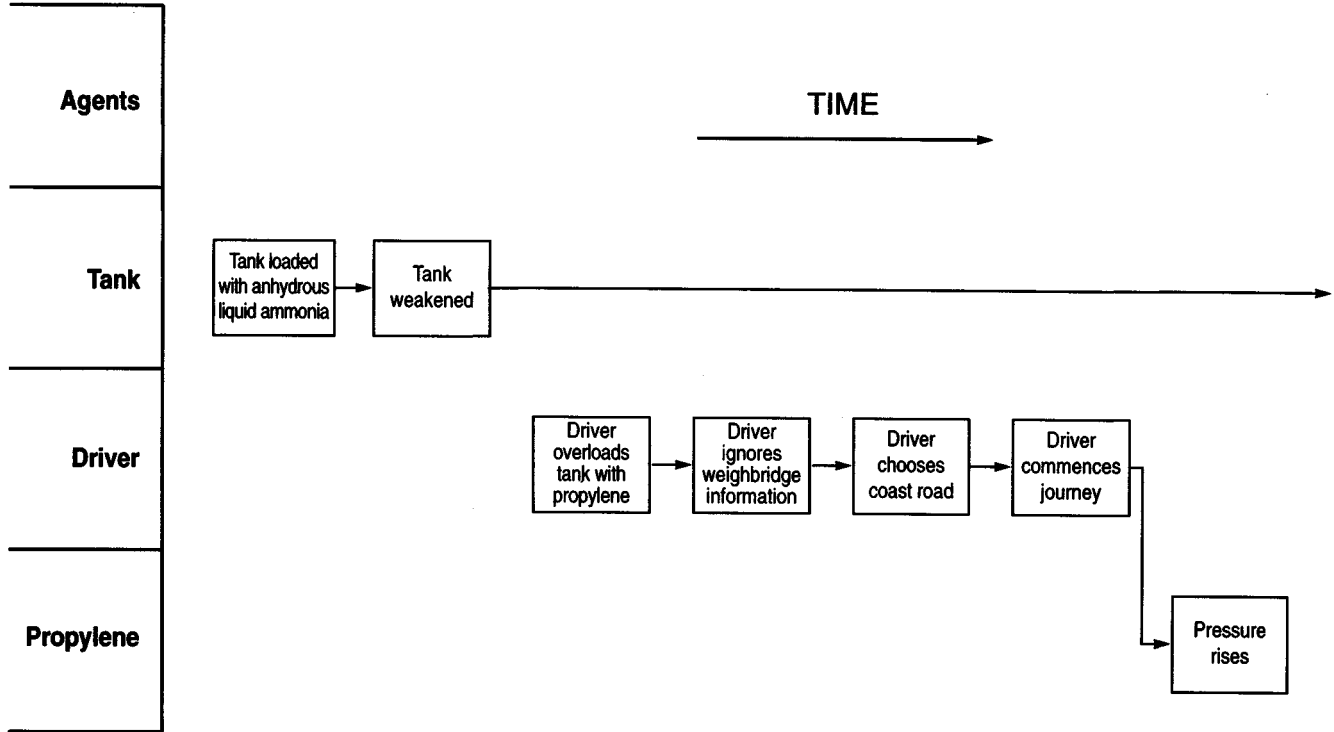 Agents
TIME
Tank
Tank loaded
with anhydrous
liquid ammonia
Tank
weakened
Driver
Driver
overloads
tank with
propylene
Driver
ignores
weighbridge
information
Driver
chooses
coast road
Driver
commences
journey
Propylene
Pressure
rises